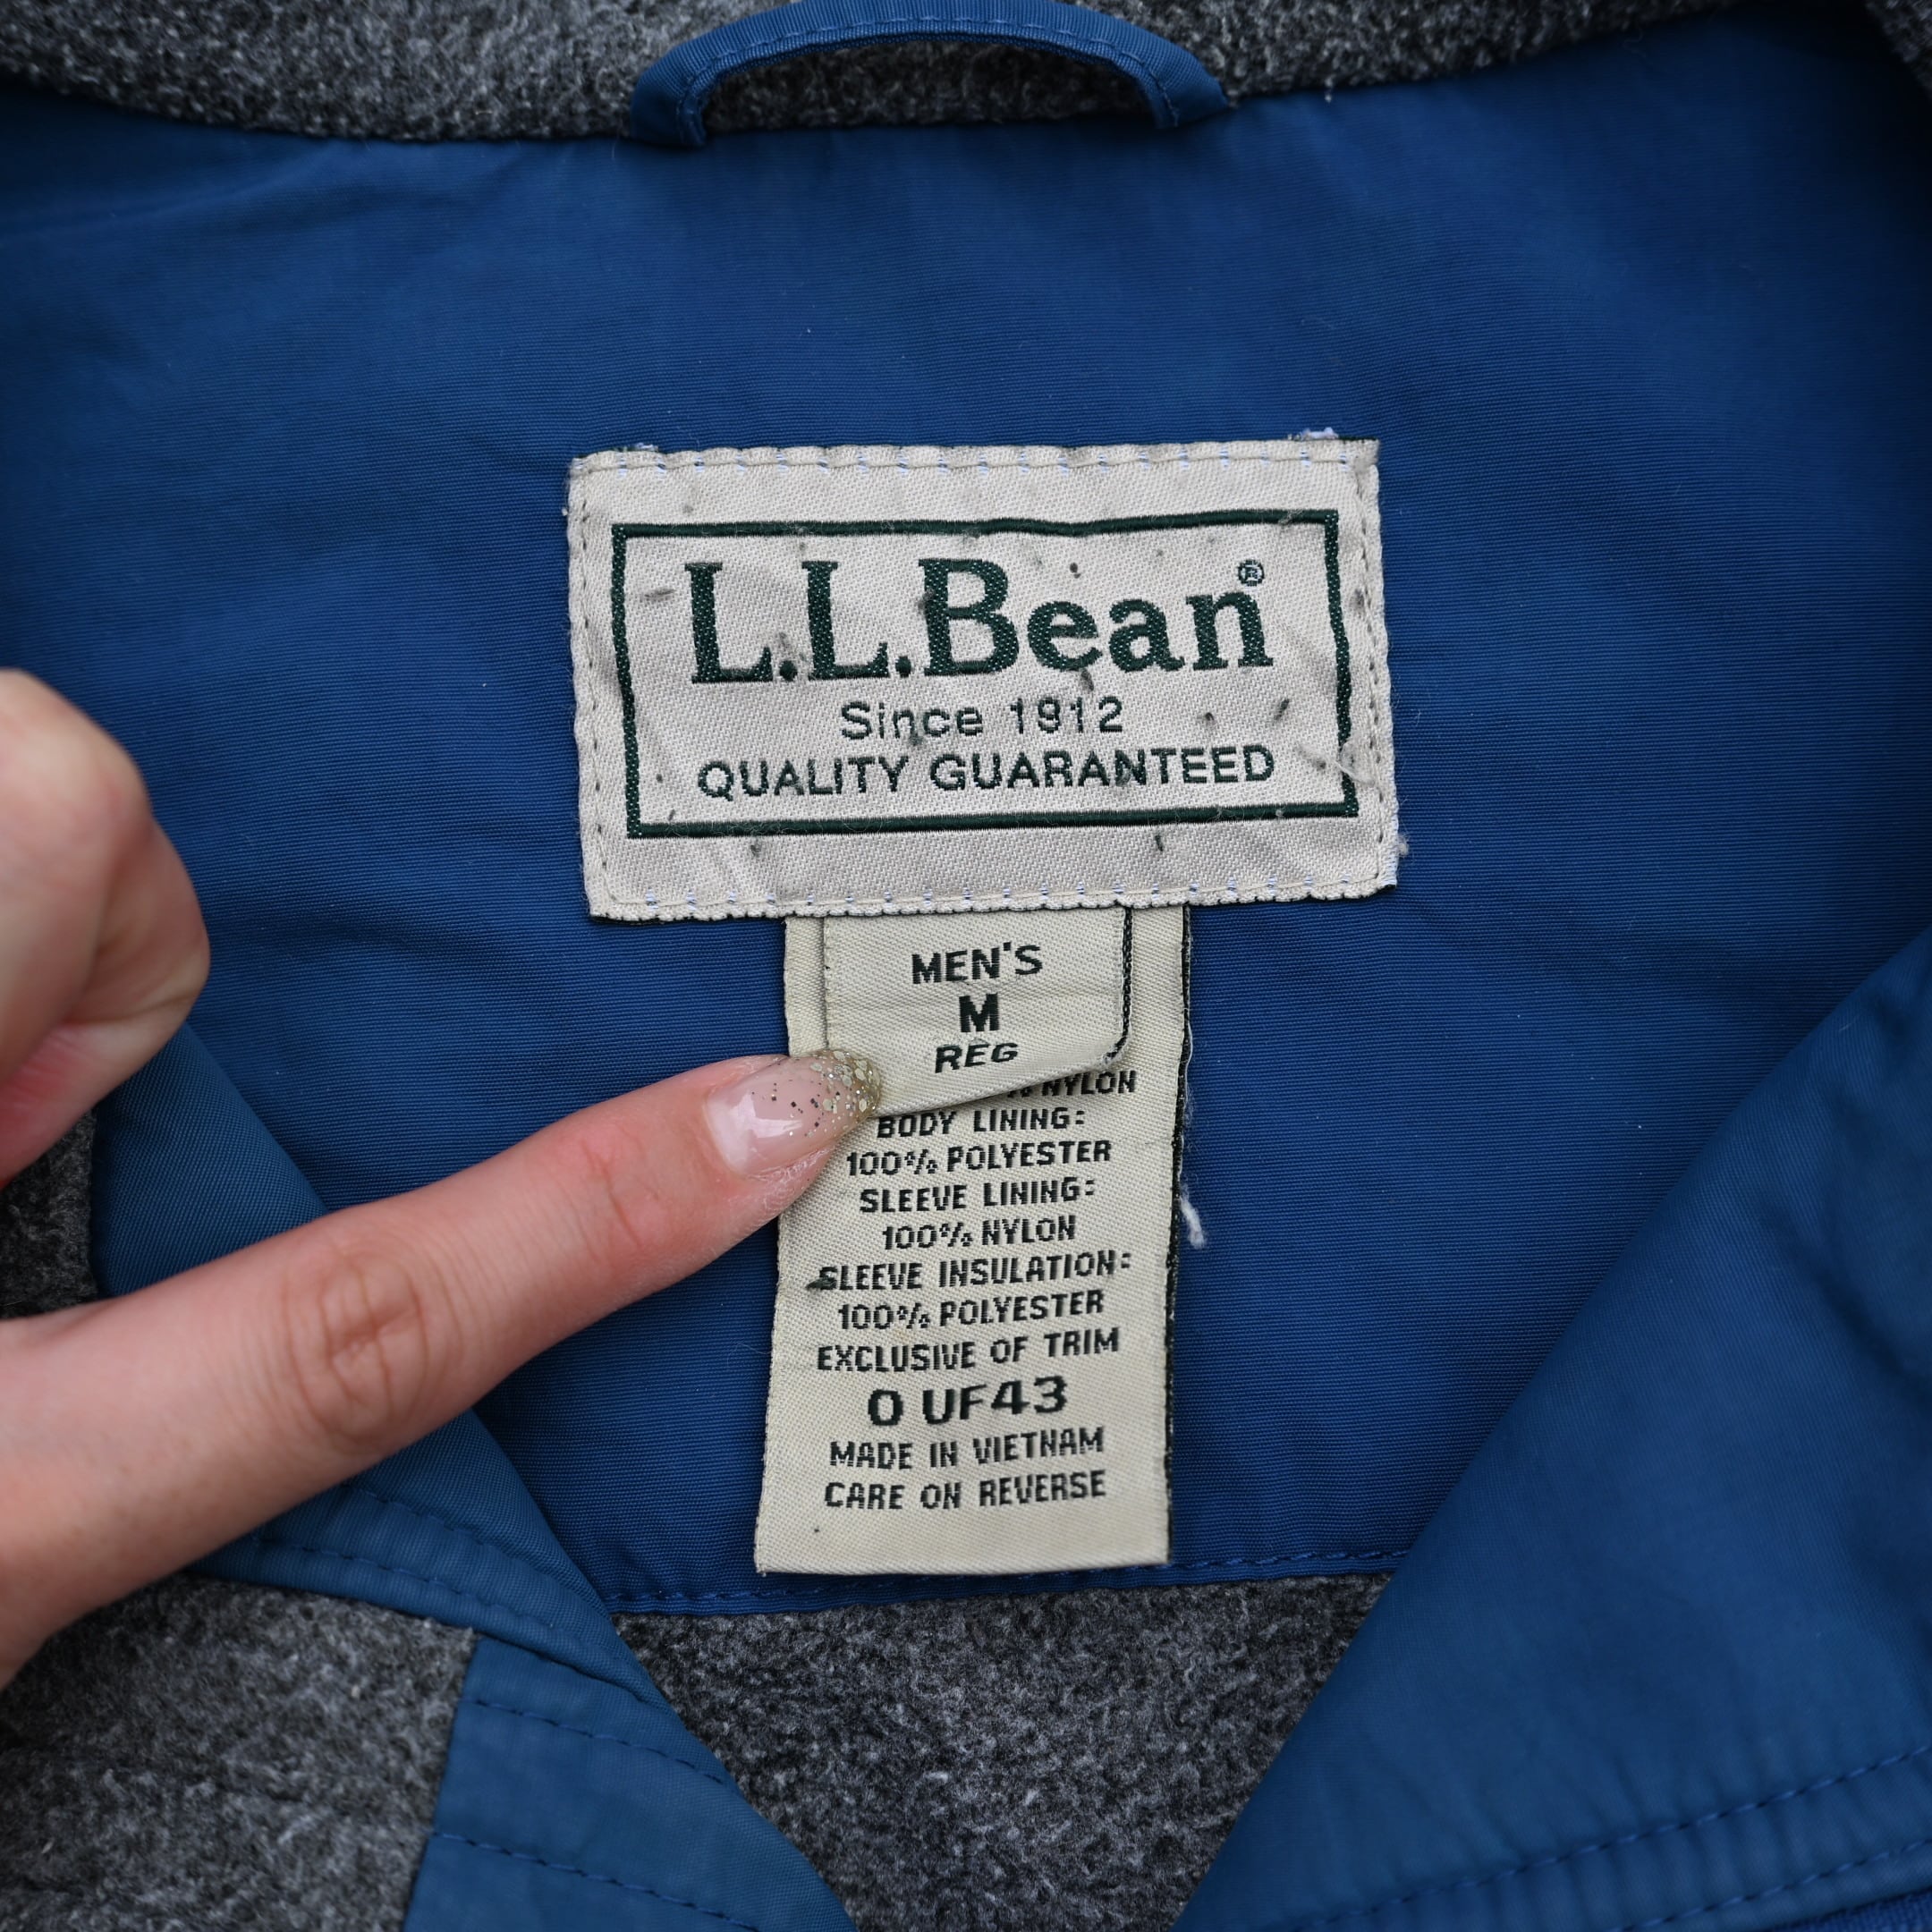 L.L.Bean®
Since 1912
QUALITY GUARANTEED
MEN'S
M
REG
% NYLON
BODY LINING:
100% POLYESTER
SLEEVE LINING:
100% NYLON
SLEEVE INSULATION:
100% POLYESTER
EXCLUSIVE OF TRIM
0 UF43
MADE IN VIETNAM
CARE ON REVERSE